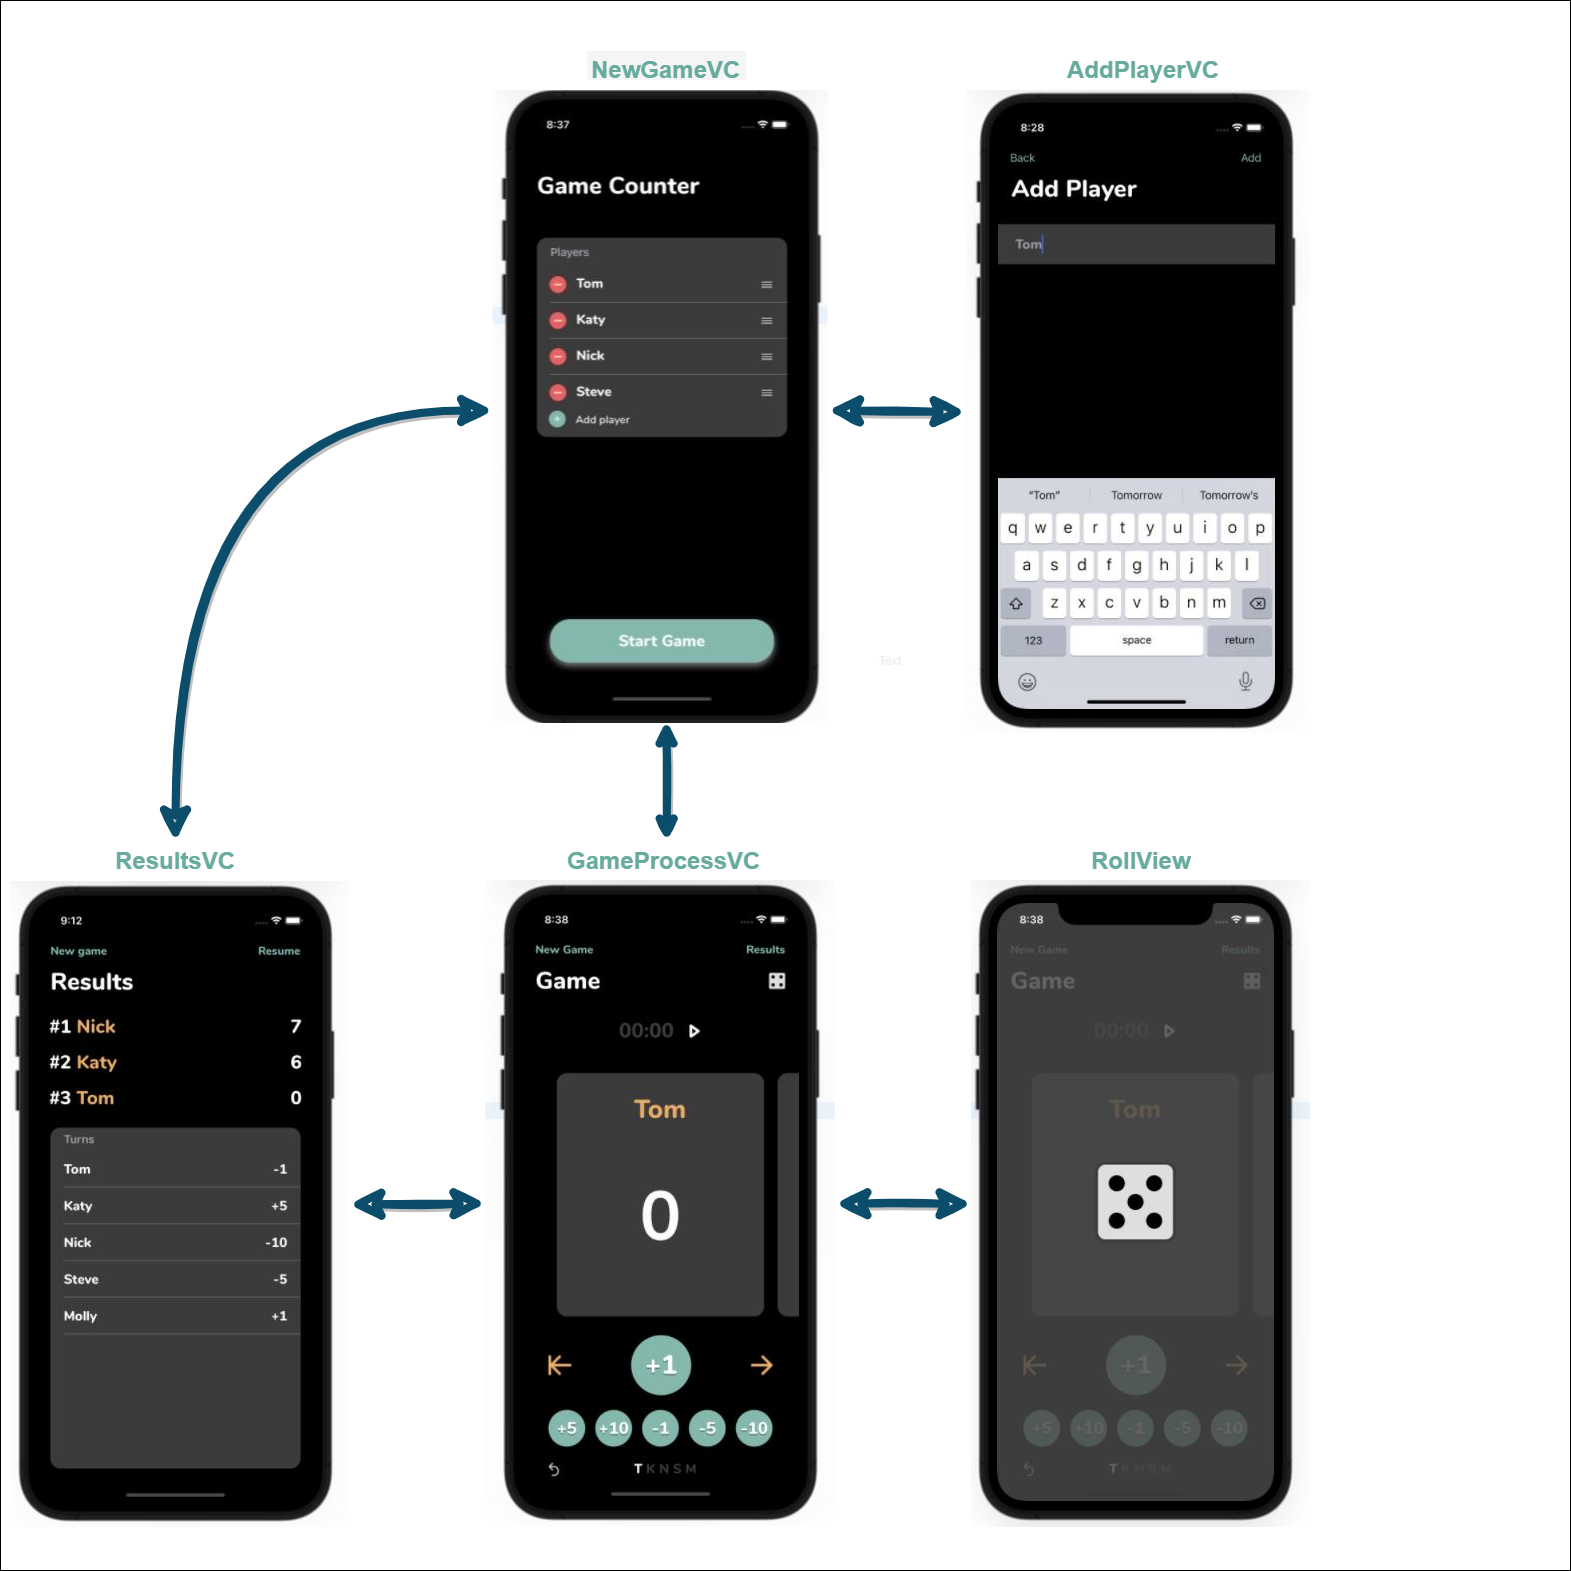 NewGameVC
AddPlayerVC
8:37
Game Counter
Players
Tom
Katy
Nick
Steve
Add player
Start Game
8:28
Back Add
Add Player
Tom
“Tom” Tomorrow Tomorrow's
q w e r t y u i o p
a s d f g h j k l
z x c v b n m
123 space return
Text
ResultsVC
GameProcessVC
RollView
9:12
New game Resume
Results
#1 Nick 7
#2 Katy 6
#3 Tom 0
Turns
Tom -1
Katy +5
Nick -10
Steve -5
Molly +1
8:38
New Game Results
Game
00:00
Tom
0
+1
+5 +10 -1 -5 -10
T K N S M
8:38
New Game Results
Game
00:00
Tom
+1
+5 +10 -1 -5 -10
T K N S M